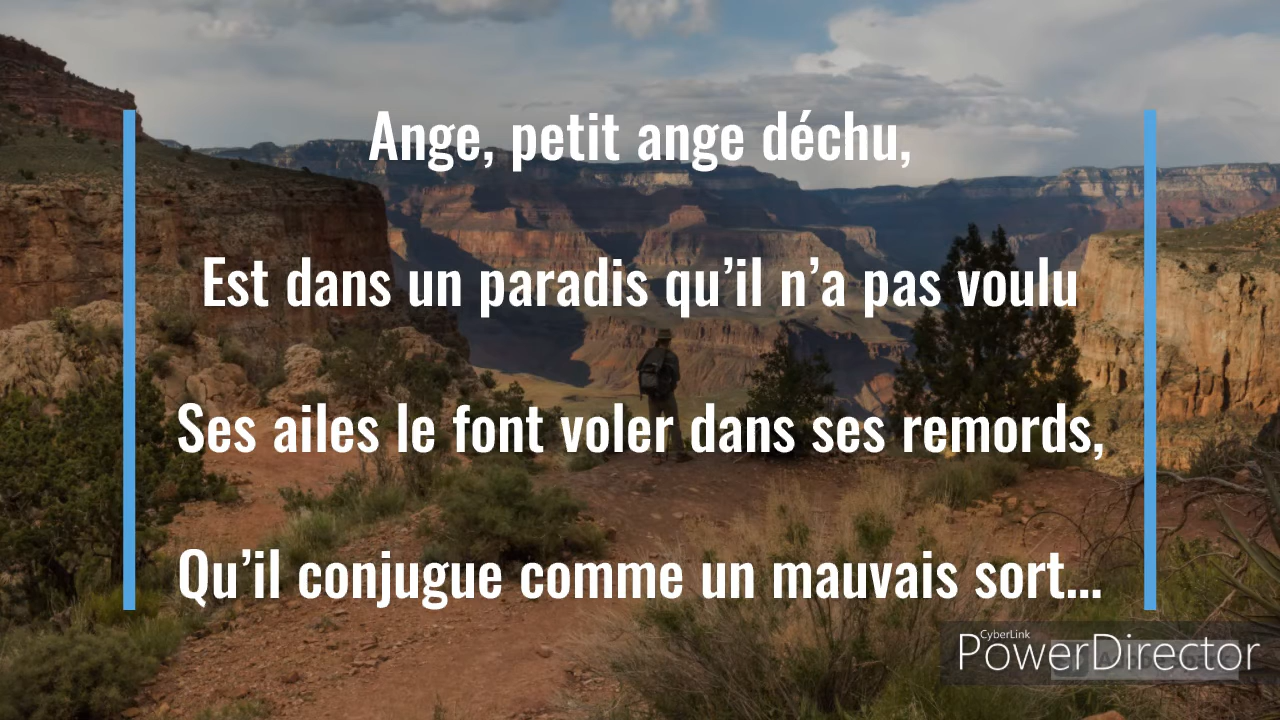 Ange, petit ange déchu,
Est dans un paradis qu’il n’a pas voulu
Ses ailes le font voler dans ses remords,
Qu’il conjugue comme un mauvais sort...
CyberLink
PowerDirector